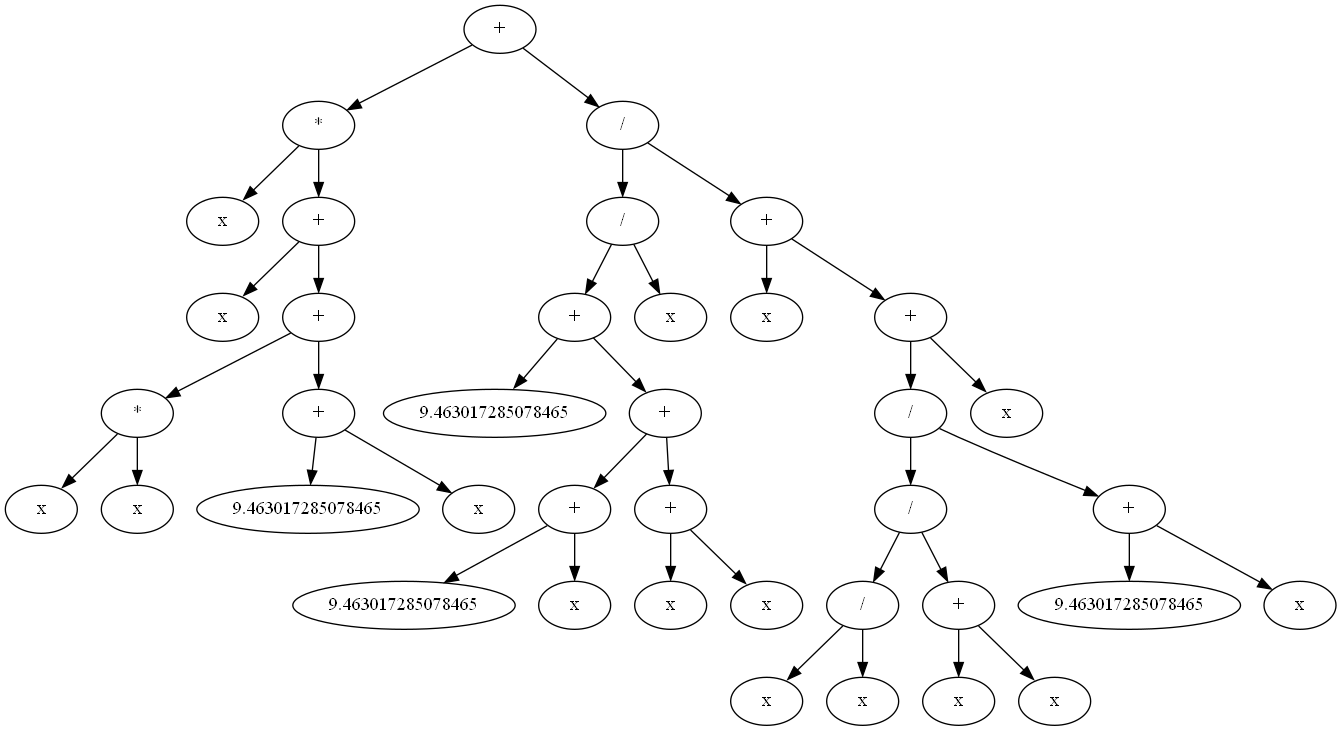 +
* /
x + / +
x + + x x +
* + 9.463017285078465 + / x
x x 9.463017285078465 x + + / +
9.463017285078465 x x x / + 9.463017285078465 x
x x x x